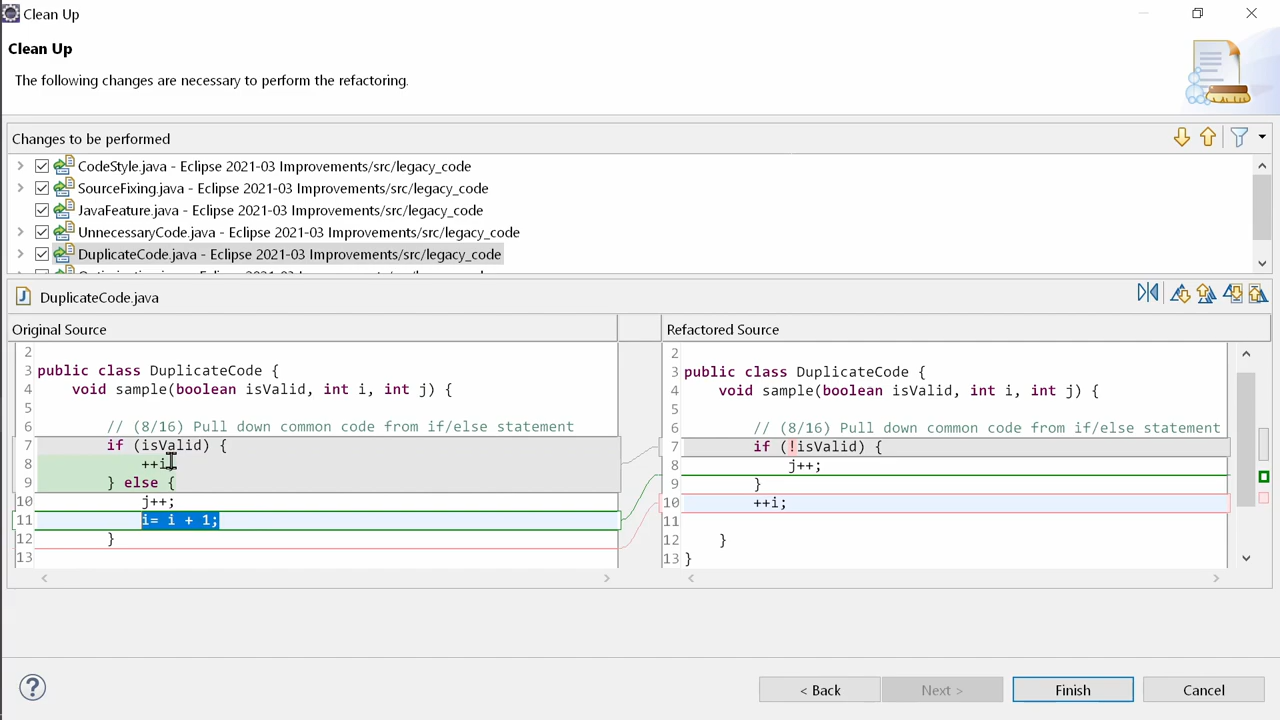 Clean Up
Clean Up
The following changes are necessary to perform the refactoring.
Changes to be performed
CodeStyle.java - Eclipse 2021-03 Improvements/src/legacy_code
SourceFixing.java - Eclipse 2021-03 Improvements/src/legacy_code
JavaFeature.java - Eclipse 2021-03 Improvements/src/legacy_code
UnnecessaryCode.java - Eclipse 2021-03 Improvements/src/legacy_code
DuplicateCode.java - Eclipse 2021-03 Improvements/src/legacy_code
DuplicateCode.java
Original Source
2
3 public class DuplicateCode {
4 void sample(boolean isValid, int i, int j) {
5
6 // (8/16) Pull down common code from if/else statement
7 if (isValid) {
8 ++i
9 } else {
10 j++;
11 i= i + 1;
12 }
13
Refactored Source
2
3 public class DuplicateCode {
4 void sample(boolean isValid, int i, int j) {
5
6 // (8/16) Pull down common code from if/else statement
7 if (!isValid) {
8 j++;
9 }
10 ++i;
11
12 }
13 }
< Back
Next >
Finish
Cancel